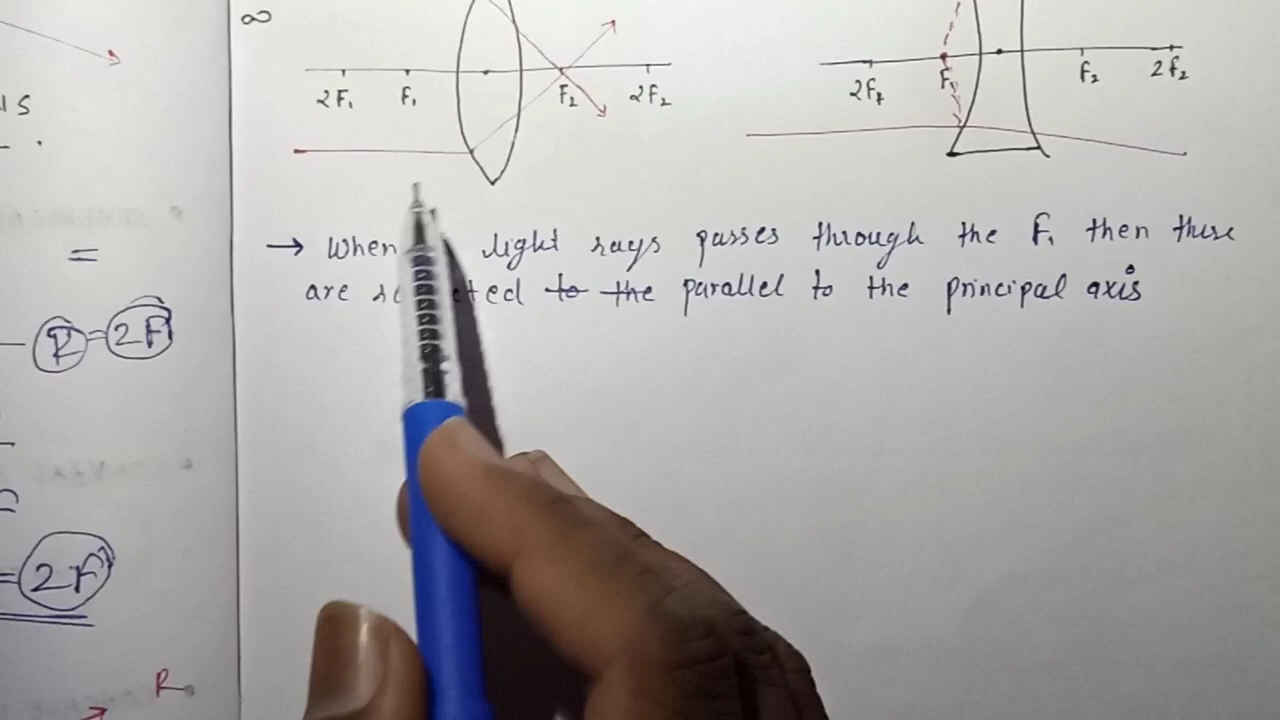 ∞
2F₁ F₁ F₂ 2F₂
2F₁ F₁ F₂ 2F₂
→ When light rays passes through the F₁ then these
are to the parallel to the principal axis
=
R = 2F
= 2F
R